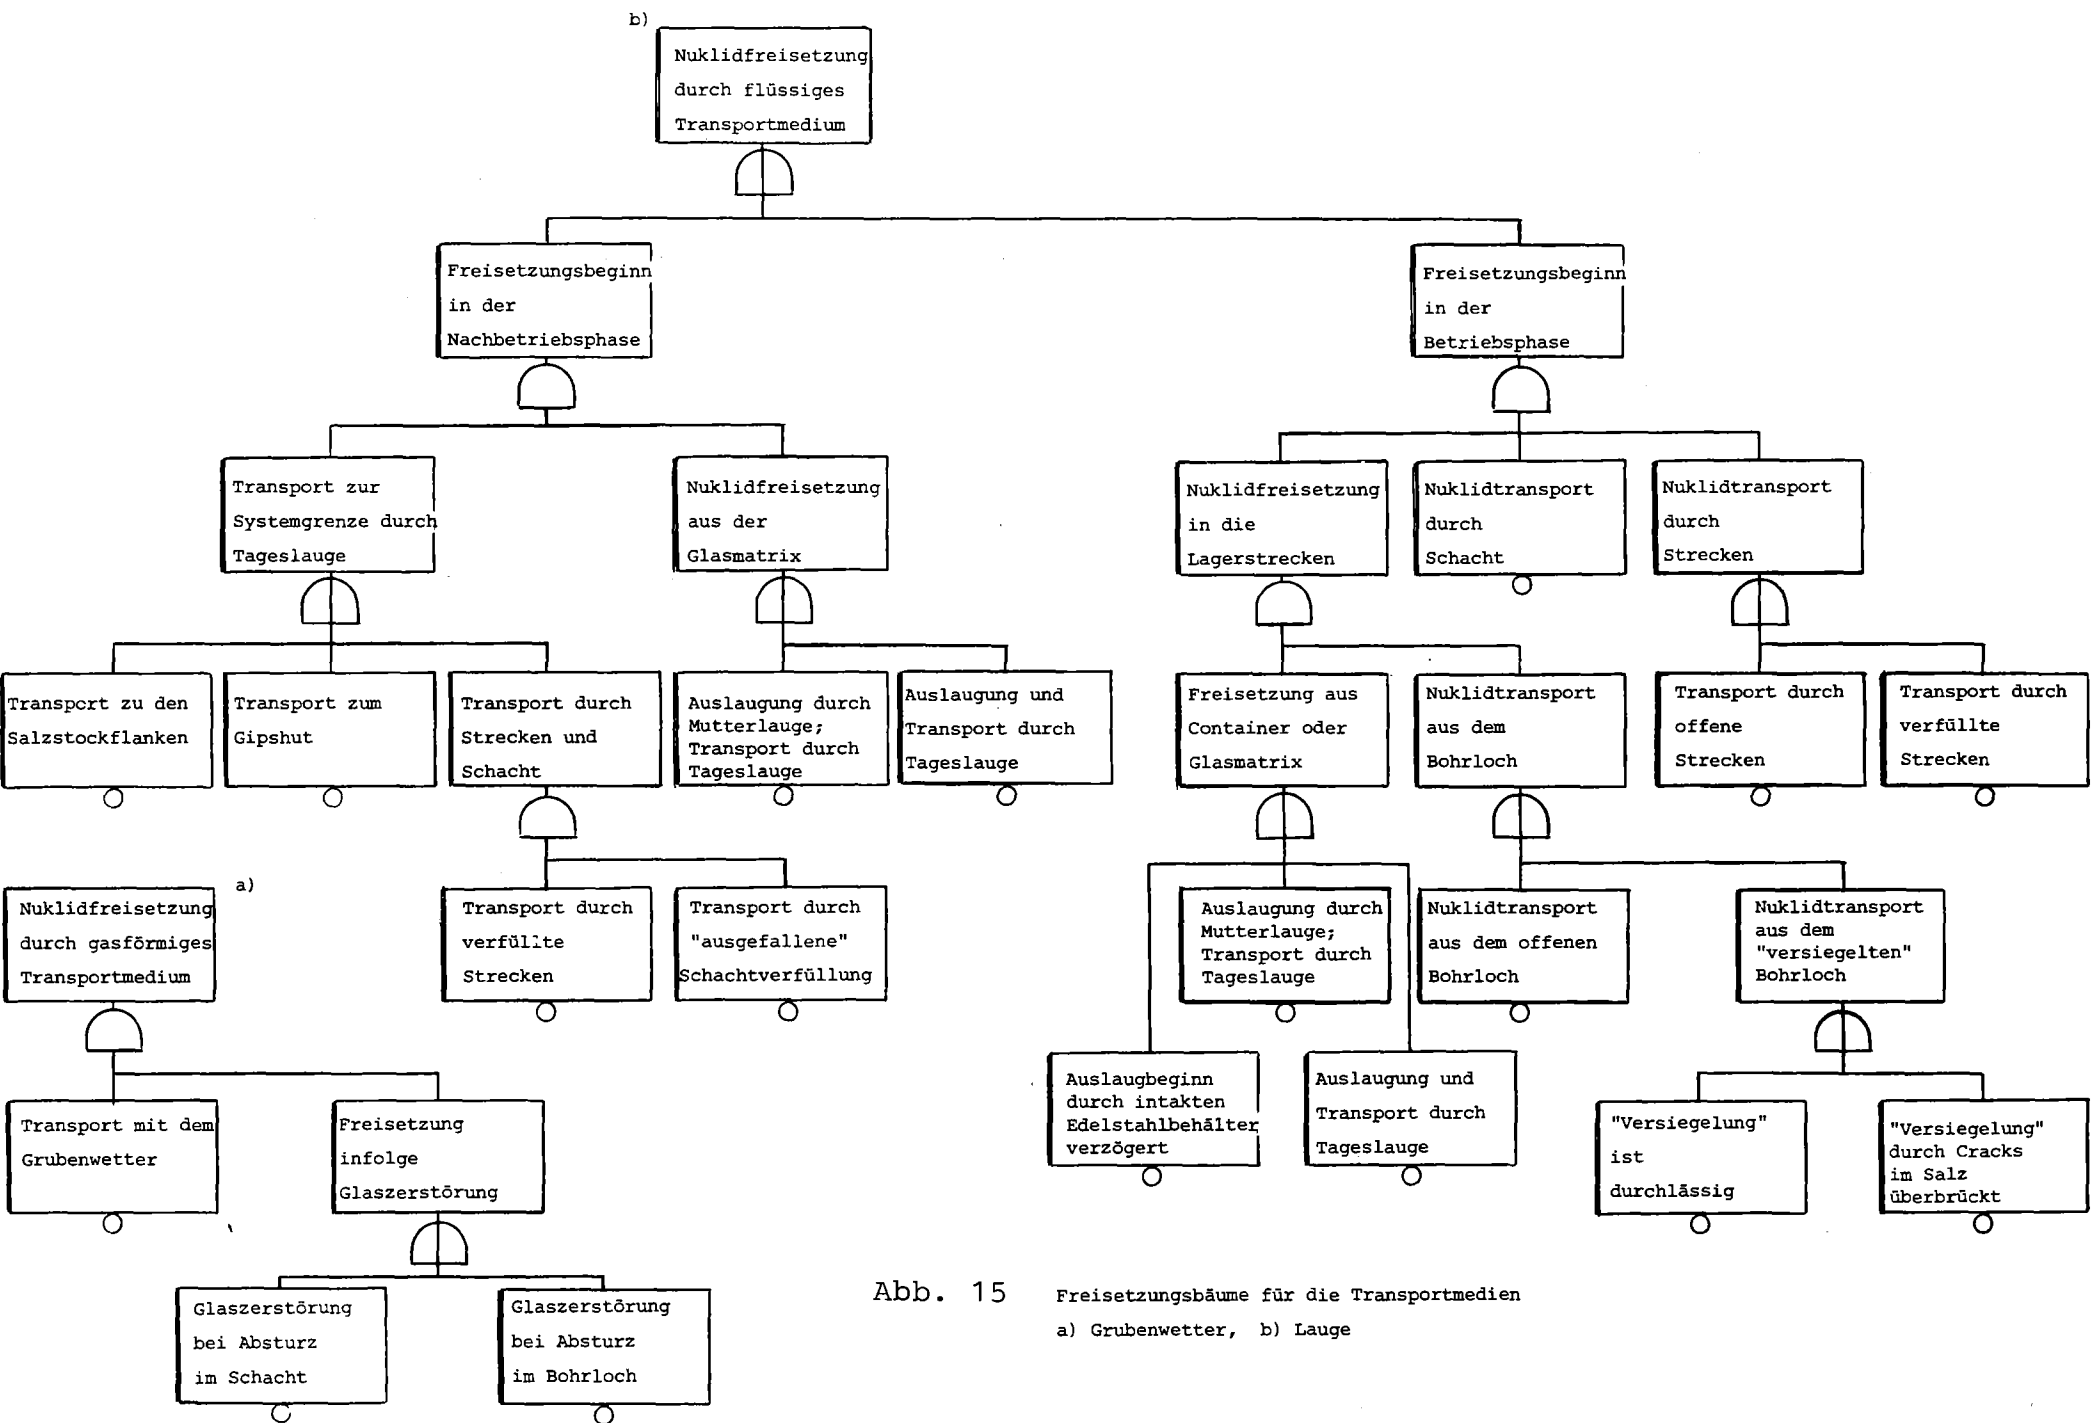 b)
Nuklidfreisetzung
durch flüssiges
Transportmedium
Freisetzungsbeginn
in der
Nachbetriebsphase
Freisetzungsbeginn
in der
Betriebsphase
Transport zur
Systemgrenze durch
Tageslauge
Nuklidfreisetzung
aus der
Glasmatrix
Nuklidfreisetzung
in die
Lagerstrecken
Nuklidtransport
durch
Schacht
Nuklidtransport
durch
Strecken
Transport zu den
Salzstockflanken
Transport zum
Gipshut
Transport durch
Strecken und
Schacht
Auslaugung durch
Mutterlauge;
Transport durch
Tageslauge
Auslaugung und
Transport durch
Tageslauge
Freisetzung aus
Container oder
Glasmatrix
Nuklidtransport
aus dem
Bohrloch
Transport durch
offene
Strecken
Transport durch
verfüllte
Strecken
a)
Nuklidfreisetzung
durch gasförmiges
Transportmedium
Transport durch
verfüllte
Strecken
Transport durch
"ausgefallene"
Schachtverfüllung
Auslaugung durch
Mutterlauge;
Transport durch
Tageslauge
Nuklidtransport
aus dem offenen
Bohrloch
Nuklidtransport
aus dem
"versiegelten"
Bohrloch
Transport mit dem
Grubenwetter
Freisetzung
infolge
Glaszerstörung
Auslaugbeginn
durch intakten
Edelstahlbehälter
verzögert
Auslaugung und
Transport durch
Tageslauge
"Versiegelung"
ist
durchlässig
"Versiegelung"
durch Cracks
im Salz
überbrückt
Glaszerstörung
bei Absturz
im Schacht
Glaszerstörung
bei Absturz
im Bohrloch
Abb. 15 Freisetzungsbäume für die Transportmedien
a) Grubenwetter, b) Lauge